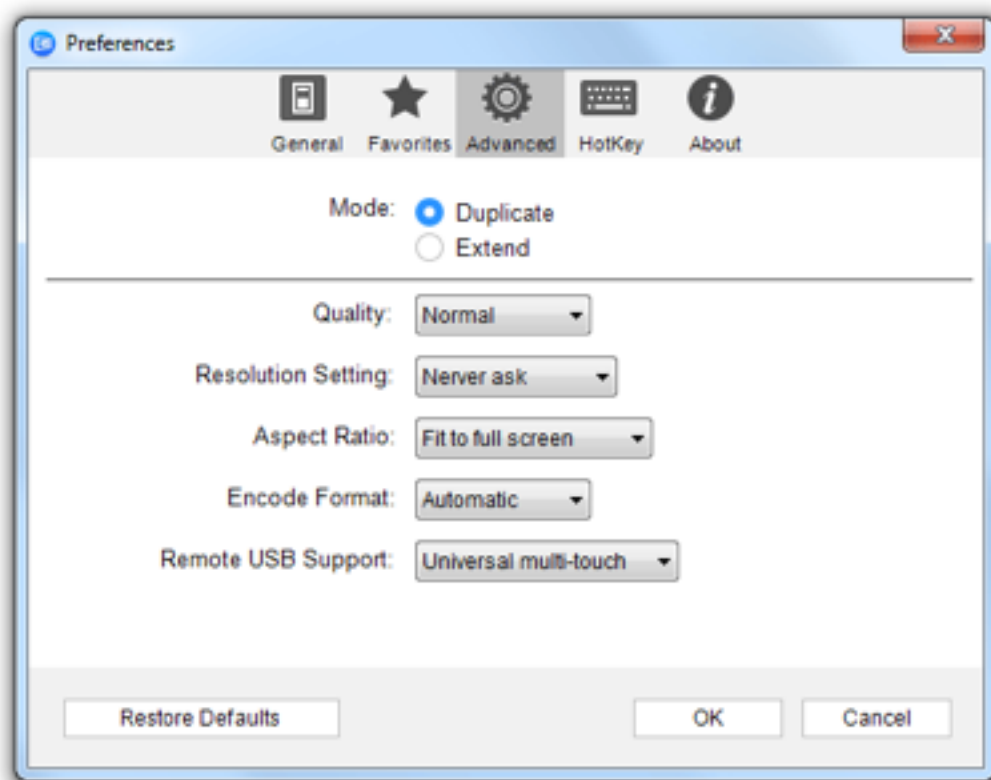 Preferences
General Favorites Advanced HotKey About
Mode: Duplicate
Extend
Quality: Normal
Resolution Setting: Nerver ask
Aspect Ratio: Fit to full screen
Encode Format: Automatic
Remote USB Support: Universal multi-touch
Restore Defaults OK Cancel